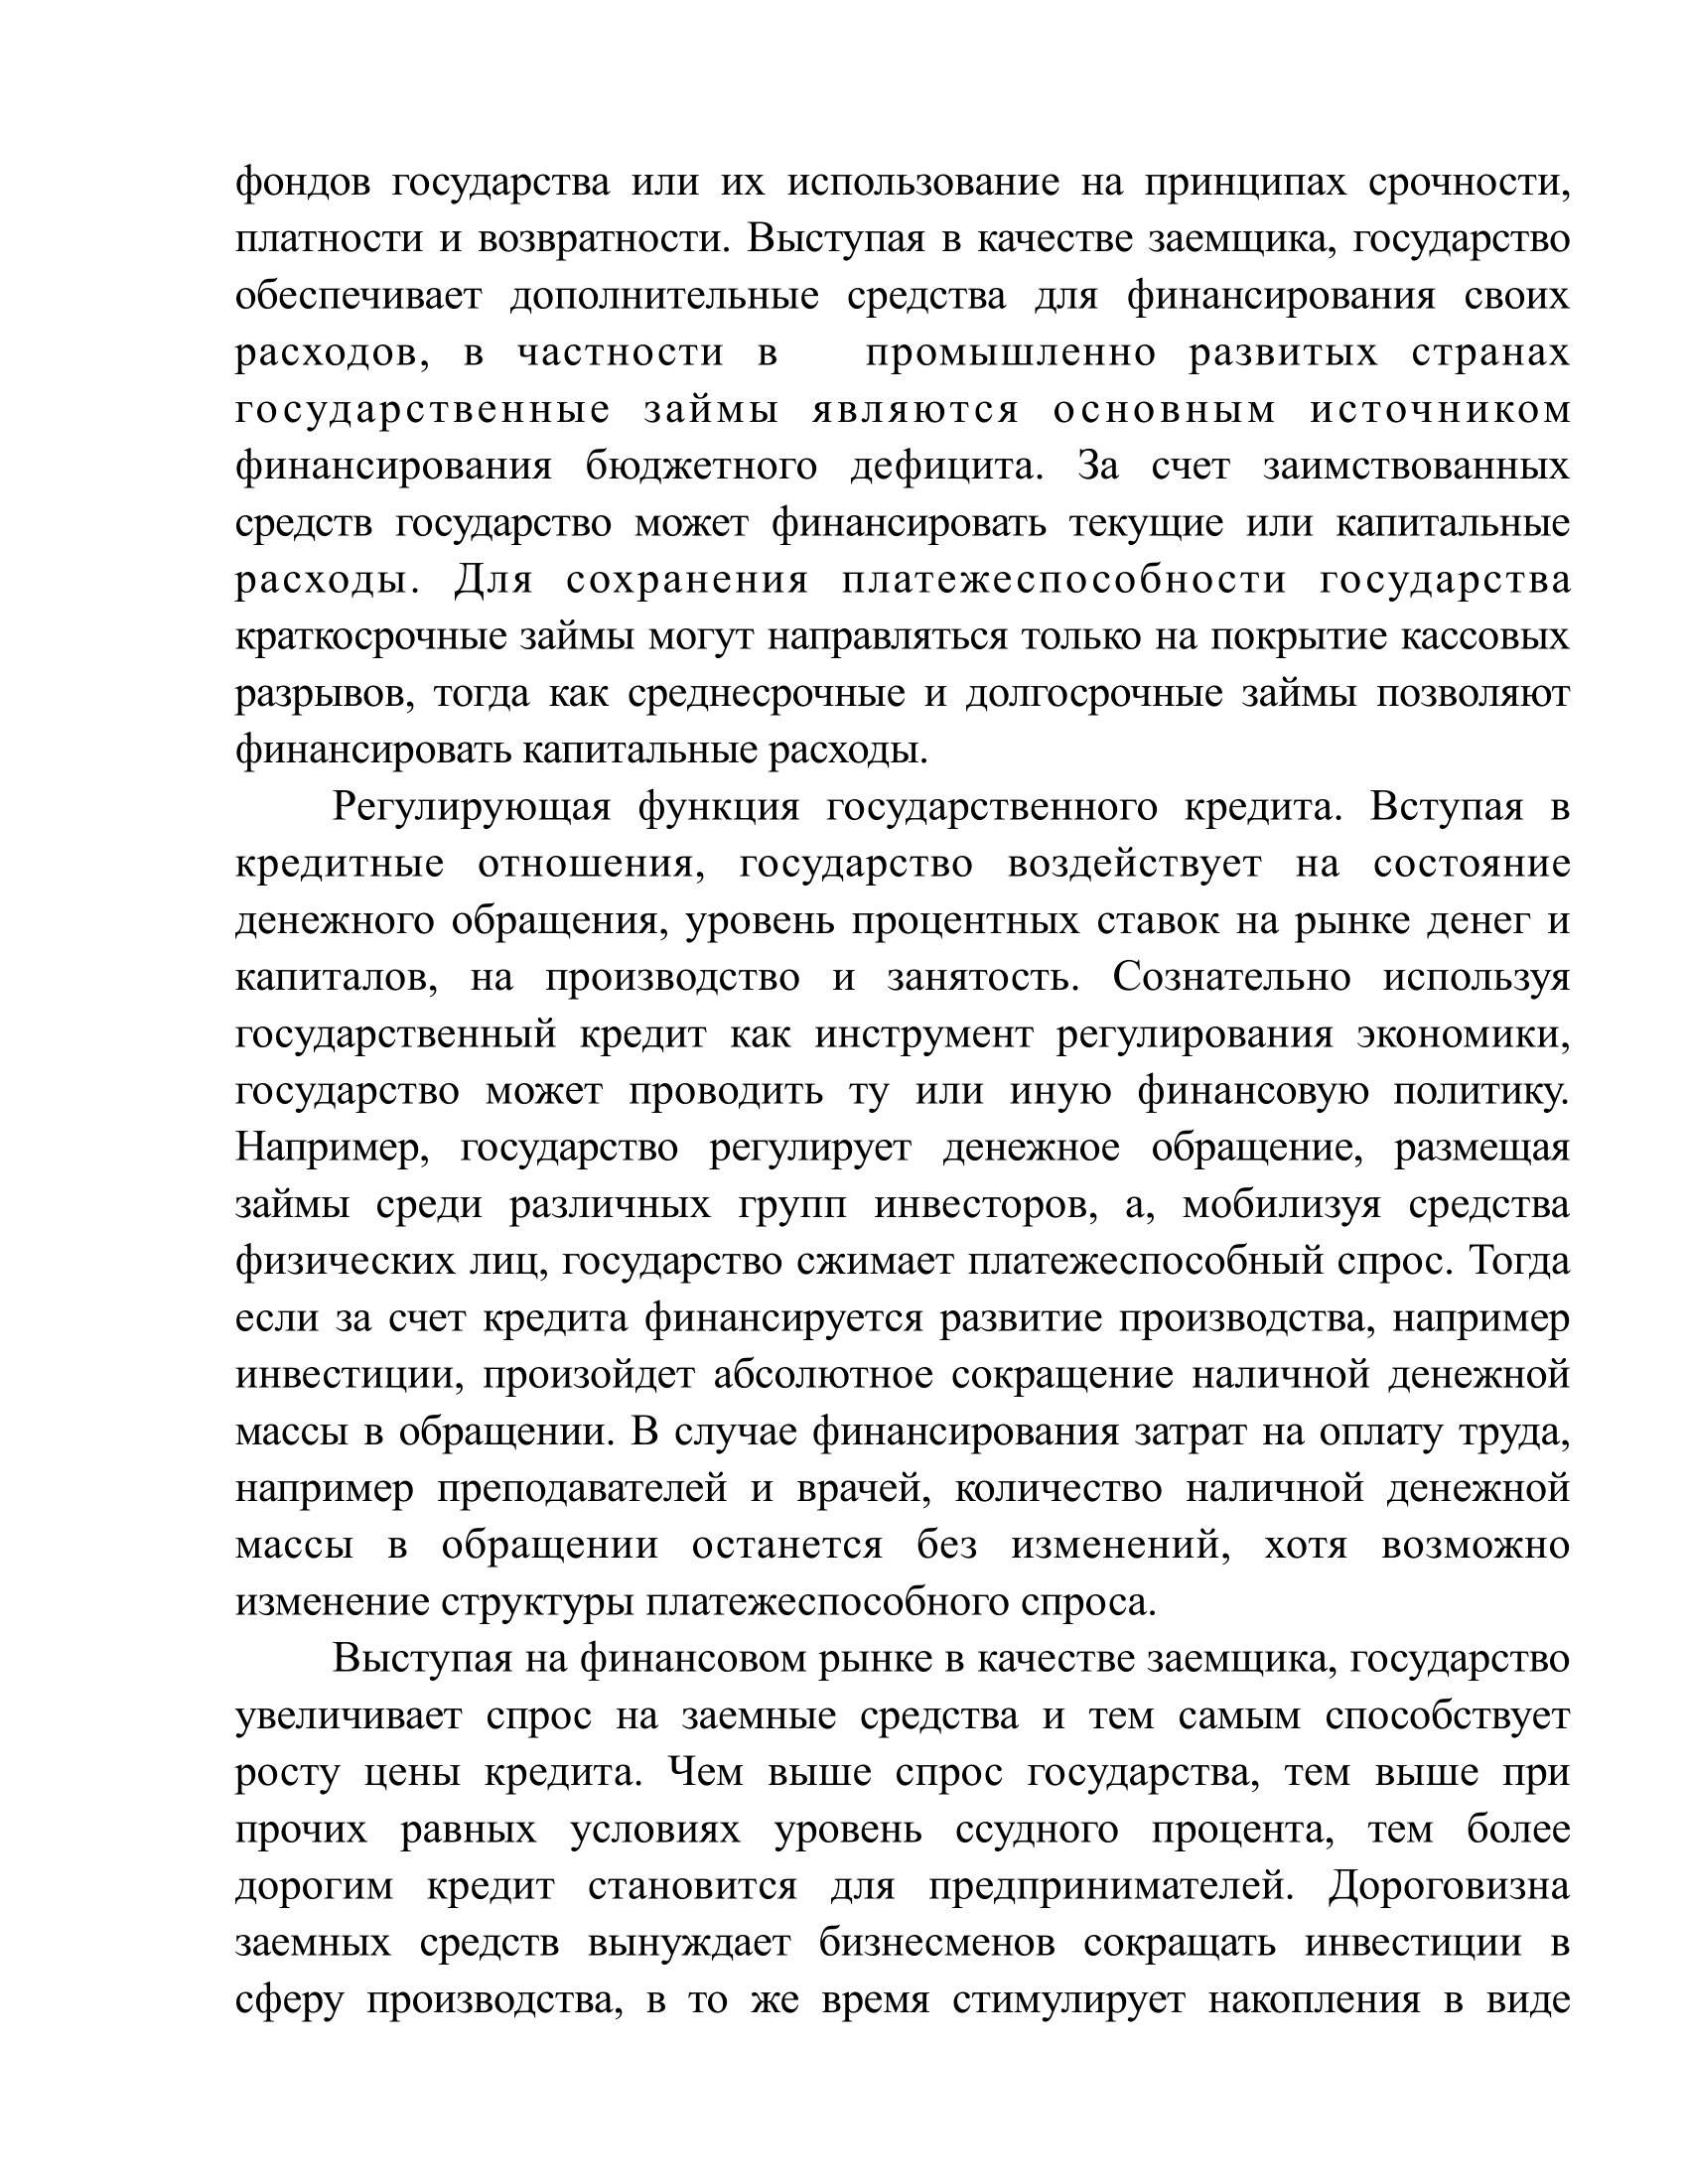 фондов государства или их использование на принципах срочности,
платности и возвратности. Выступая в качестве заемщика, государство
обеспечивает дополнительные средства для финансирования своих
расходов, в частности в промышленно развитых странах
государственные займы являются основным источником
финансирования бюджетного дефицита. За счет заимствованных
средств государство может финансировать текущие или капитальные
расходы. Для сохранения платежеспособности государства
краткосрочные займы могут направляться только на покрытие кассовых
разрывов, тогда как среднесрочные и долгосрочные займы позволяют
финансировать капитальные расходы.
Регулирующая функция государственного кредита. Вступая в
кредитные отношения, государство воздействует на состояние
денежного обращения, уровень процентных ставок на рынке денег и
капиталов, на производство и занятость. Сознательно используя
государственный кредит как инструмент регулирования экономики,
государство может проводить ту или иную финансовую политику.
Например, государство регулирует денежное обращение, размещая
займы среди различных групп инвесторов, а, мобилизуя средства
физических лиц, государство сжимает платежеспособный спрос. Тогда
если за счет кредита финансируется развитие производства, например
инвестиции, произойдет абсолютное сокращение наличной денежной
массы в обращении. В случае финансирования затрат на оплату труда,
например преподавателей и врачей, количество наличной денежной
массы в обращении останется без изменений, хотя возможно
изменение структуры платежеспособного спроса.
Выступая на финансовом рынке в качестве заемщика, государство
увеличивает спрос на заемные средства и тем самым способствует
росту цены кредита. Чем выше спрос государства, тем выше при
прочих равных условиях уровень ссудного процента, тем более
дорогим кредит становится для предпринимателей. Дороговизна
заемных средств вынуждает бизнесменов сокращать инвестиции в
сферу производства, в то же время стимулирует накопления в виде